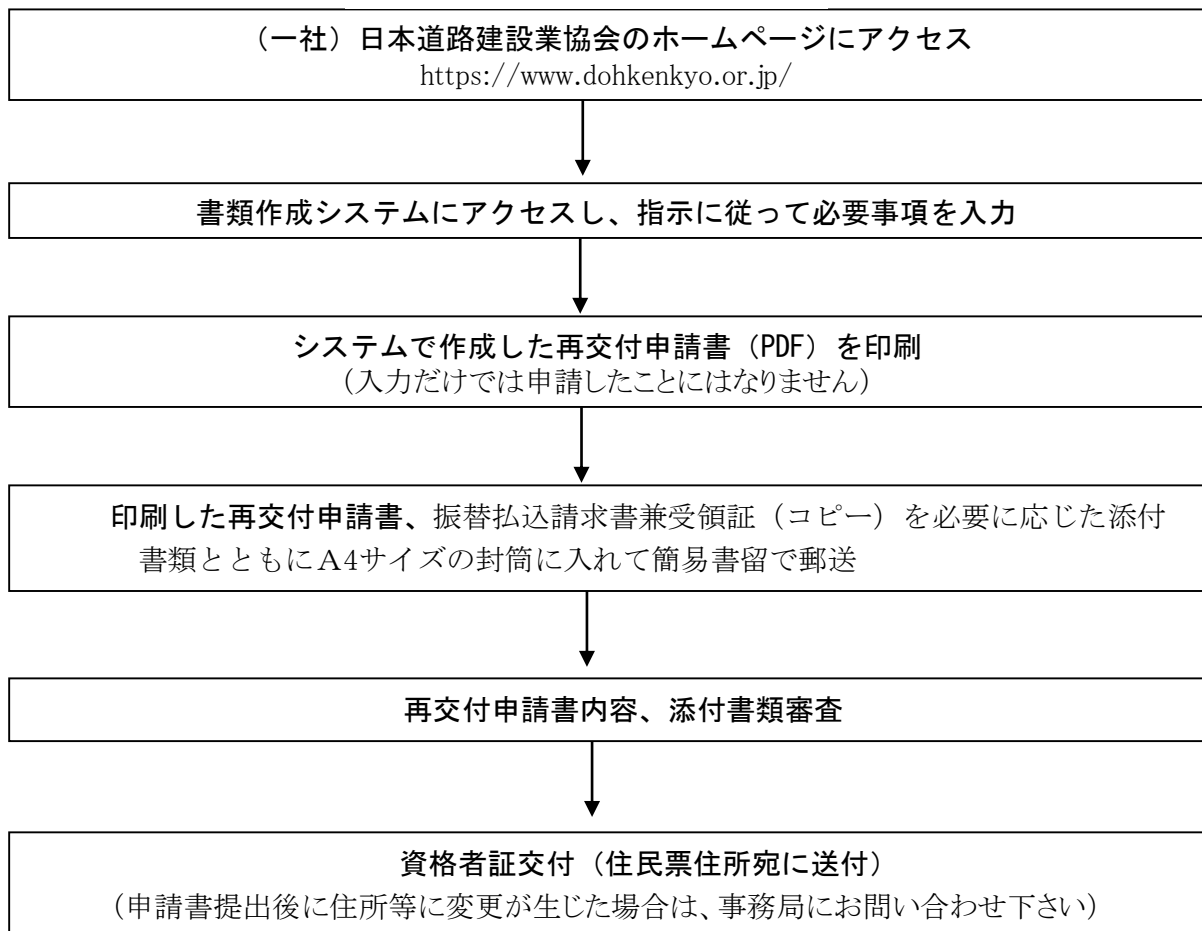 （一社）日本道路建設業協会のホームページにアクセス
https://www.dohkenkyo.or.jp/
書類作成システムにアクセスし、指示に従って必要事項を入力
システムで作成した再交付申請書（PDF）を印刷
（入力だけでは申請したことにはなりません）
印刷した再交付申請書、振替払込請求書兼受領証（コピー）を必要に応じた添付
書類とともにＡ4サイズの封筒に入れて簡易書留で郵送
再交付申請書内容、添付書類審査
資格者証交付（住民票住所宛に送付）
（申請書提出後に住所等に変更が生じた場合は、事務局にお問い合わせ下さい）